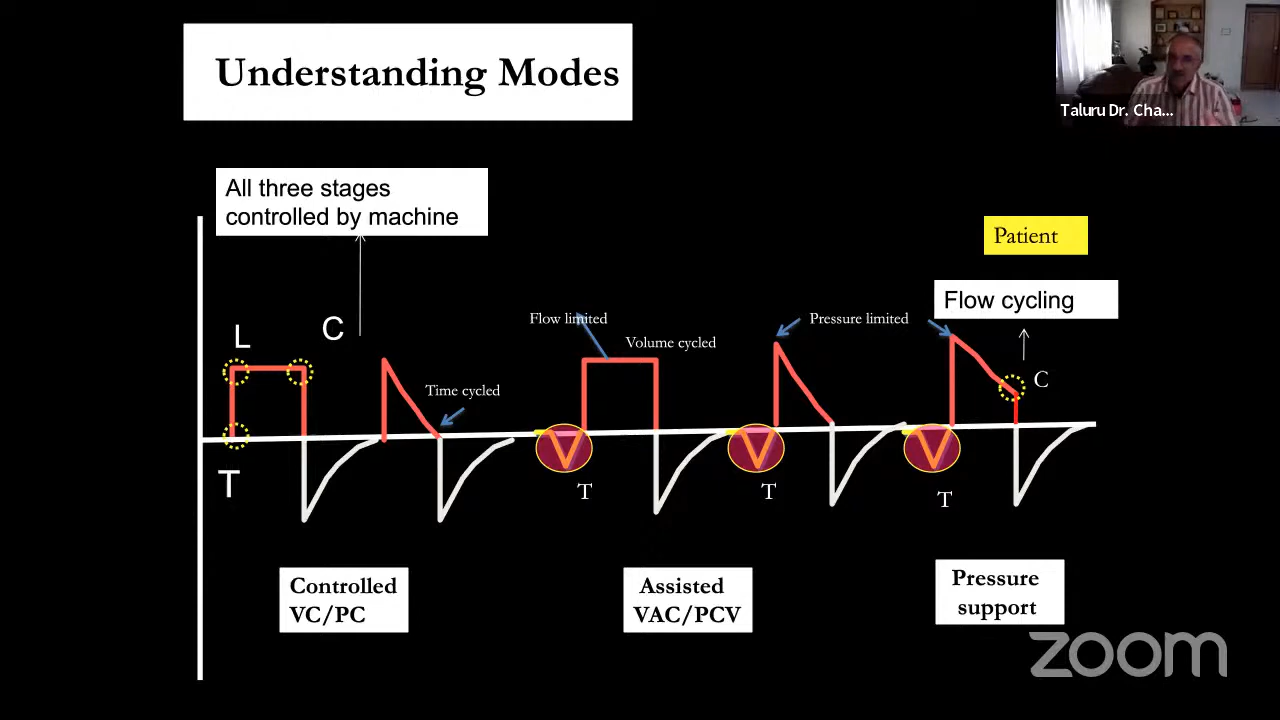 Understanding Modes
Taluru Dr. Cha...
All three stages
controlled by machine
Patient
Flow cycling
L
C
Flow limited
Volume cycled
Pressure limited
Time cycled
C
T
T
T
T
Controlled
VC/PC
Assisted
VAC/PCV
Pressure
support
zoom